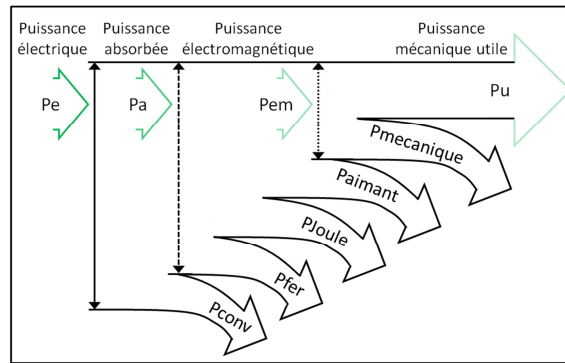 Puissance électrique
Puissance absorbée
Puissance électromagnétique
Puissance mécanique utile
Pe
Pa
Pem
Pu
Pmecanique
Paimant
PJoule
Pfer
Pconv